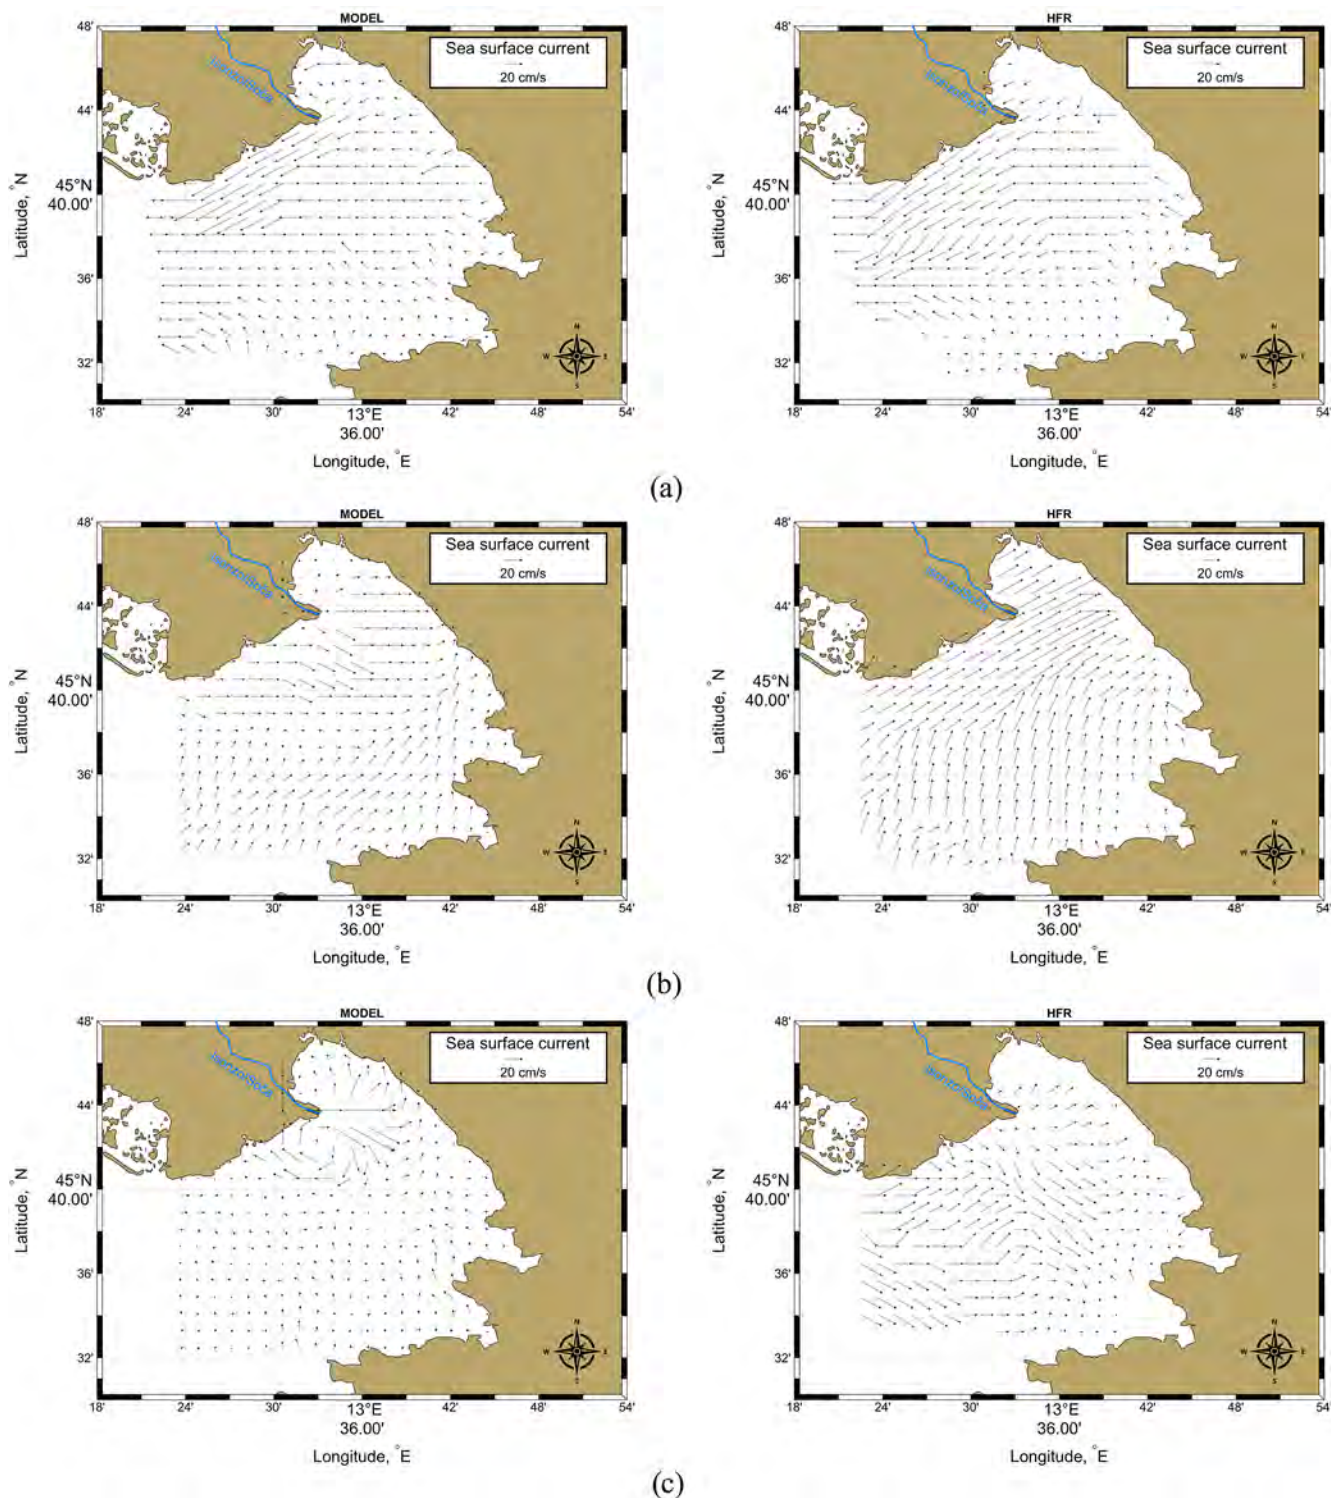 MODEL
48'
Sea surface current
20 cm/s
44'
45°N
40.00'
36'
32'
Latitude, °N
N
W
E
S
18'
24'
30'
13°E
36.00'
42'
48'
54'
Longitude, °E
HFR
48'
Sea surface current
20 cm/s
44'
45°N
40.00'
36'
32'
Latitude, °N
N
W
E
S
18'
24'
30'
13°E
36.00'
42'
48'
54'
Longitude, °E
(a)
MODEL
48'
Sea surface current
20 cm/s
44'
45°N
40.00'
36'
32'
Latitude, °N
N
W
E
S
18'
24'
30'
13°E
36.00'
42'
48'
54'
Longitude, °E
HFR
48'
Sea surface current
20 cm/s
44'
45°N
40.00'
36'
32'
Latitude, °N
N
W
E
S
18'
24'
30'
13°E
36.00'
42'
48'
54'
Longitude, °E
(b)
MODEL
48'
Sea surface current
20 cm/s
44'
45°N
40.00'
36'
32'
Latitude, °N
N
W
E
S
18'
24'
30'
13°E
36.00'
42'
48'
54'
Longitude, °E
HFR
48'
Sea surface current
20 cm/s
44'
45°N
40.00'
36'
32'
Latitude, °N
N
W
E
S
18'
24'
30'
13°E
36.00'
42'
48'
54'
Longitude, °E
(c)